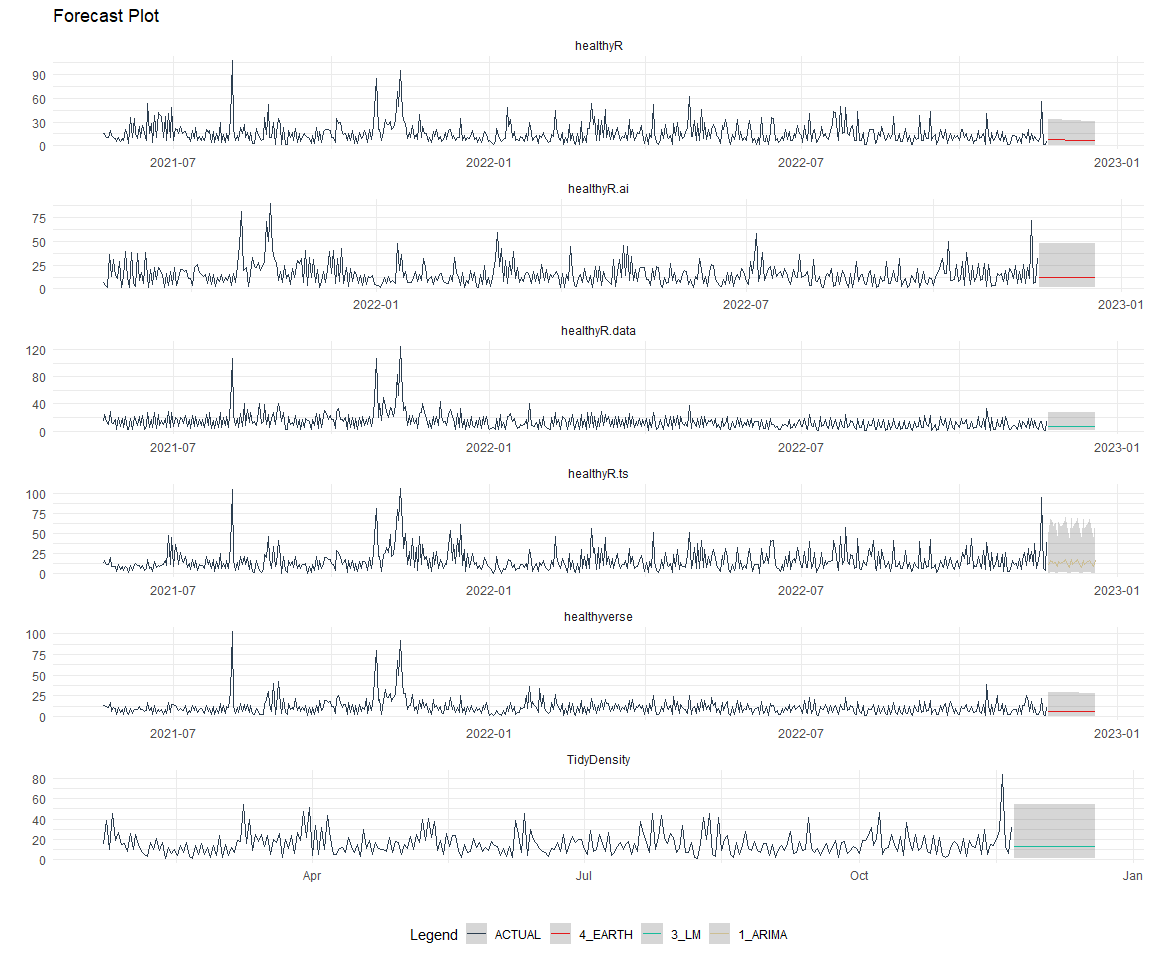 Forecast Plot
healthyR
90
60
30
0
2021-07 2022-01 2022-07 2023-01
healthyR.ai
75
50
25
0
2022-01 2022-07 2023-01
healthyR.data
120
80
40
0
2021-07 2022-01 2022-07 2023-01
healthyR.ts
100
75
50
25
0
2021-07 2022-01 2022-07 2023-01
healthyverse
100
75
50
25
0
2021-07 2022-01 2022-07 2023-01
TidyDensity
80
60
40
20
0
Apr Jul Oct Jan
Legend ACTUAL 4_EARTH 3_LM 1_ARIMA